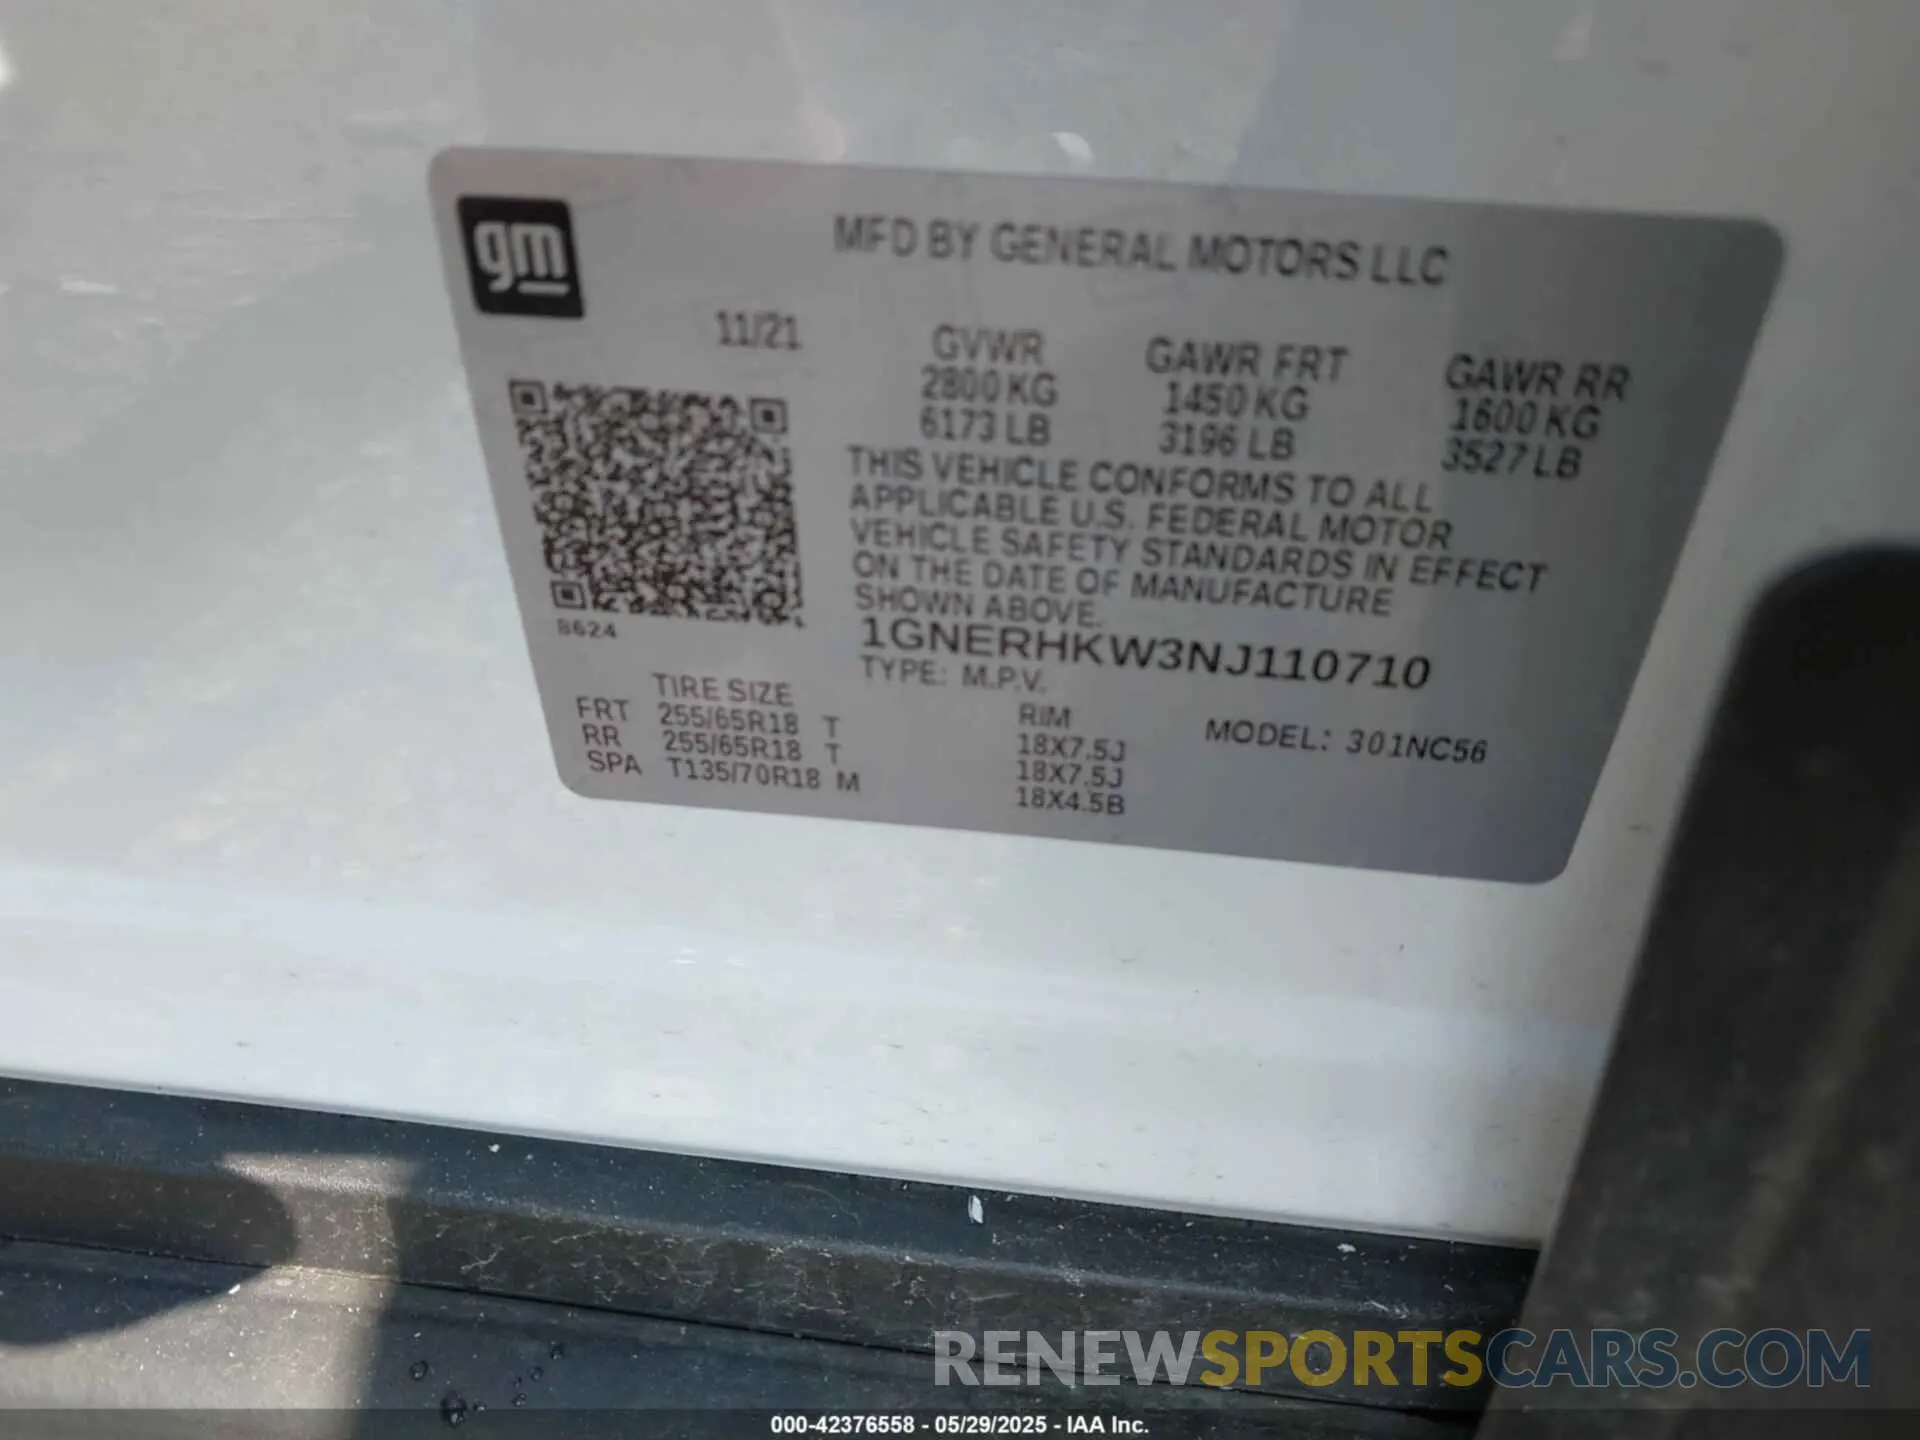 gm
MFD BY GENERAL MOTORS LLC
11/21
GVWR GAWR FRT GAWR RR
2800 KG 1450 KG 1600 KG
6173 LB 3196 LB 3527 LB
THIS VEHICLE CONFORMS TO ALL
APPLICABLE U.S. FEDERAL MOTOR
VEHICLE SAFETY STANDARDS IN EFFECT
ON THE DATE OF MANUFACTURE
SHOWN ABOVE.
8624
1GNERHKW3NJ110710
TYPE: M.P.V.
TIRE SIZE RIM MODEL: 301NC56
FRT 255/65R18 T 18X7.5J
RR 255/65R18 T 18X7.5J
SPA T135/70R18 M 18X4.5B
RENEWSPORTSCARS.COM
000-42376558 - 05/29/2025 - IAA Inc.